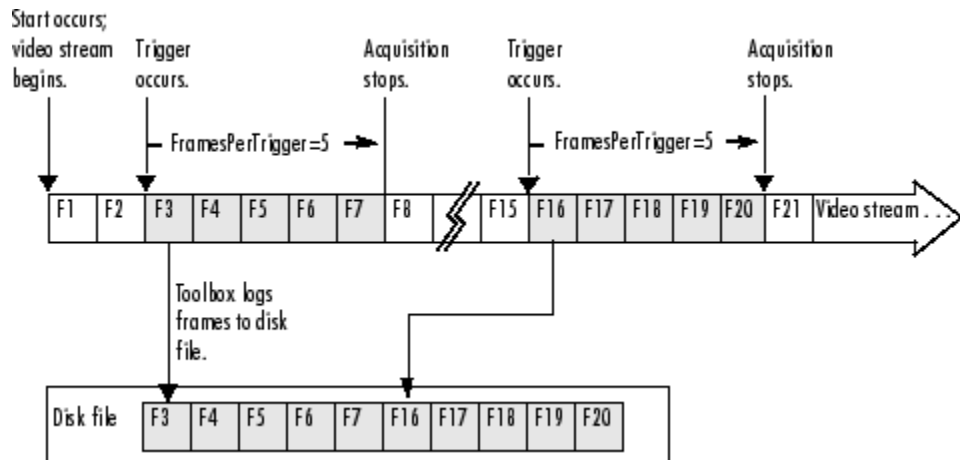 Start occurs;
video stream
begins.
Trigger
occurs.
Acquisition
stops.
Trigger
occurs.
Acquisition
stops.
FramesPerTrigger=5
FramesPerTrigger=5
F1 F2 F3 F4 F5 F6 F7 F8 F15 F16 F17 F18 F19 F20 F21 Video stream . . .
Toolbox logs
frames to disk
file.
Disk file F3 F4 F5 F6 F7 F16 F17 F18 F19 F20